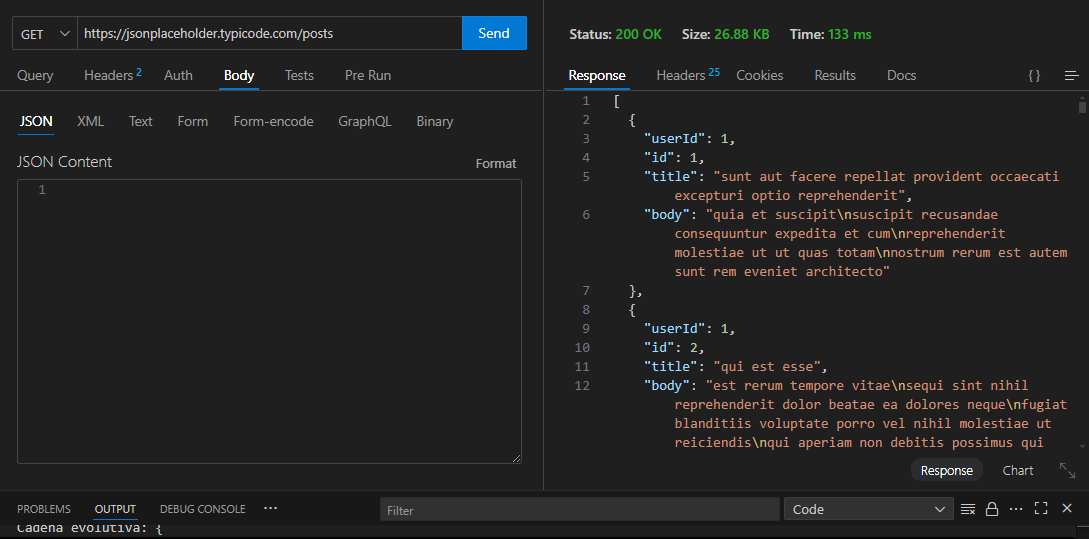 GET https://jsonplaceholder.typicode.com/posts Send
Query Headers 2 Auth Body Tests Pre Run
JSON XML Text Form Form-encode GraphQL Binary
JSON Content Format
1
Status: 200 OK Size: 26.88 KB Time: 133 ms
Response Headers 25 Cookies Results Docs {}
1 [
2 {
3 "userId": 1,
4 "id": 1,
5 "title": "sunt aut facere repellat provident occaecati
excepturi optio reprehenderit",
6 "body": "quia et suscipit\nsuscipit recusandae
consequuntur expedita et cum\nreprehenderit
molestiae ut ut quas totam\nnostrum rerum est autem
sunt rem eveniet architecto"
7 },
8 {
9 "userId": 1,
10 "id": 2,
11 "title": "qui est esse",
12 "body": "est rerum tempore vitae\nsequi sint nihil
reprehenderit dolor beatae ea dolores neque\nfugiat
blanditiis voluptate porro vel nihil molestiae ut
reiciendis\nqui aperiam non debitis possimus qui
Response Chart
PROBLEMS OUTPUT DEBUG CONSOLE ··· Filter Code ···
Cadena evolutiva: {